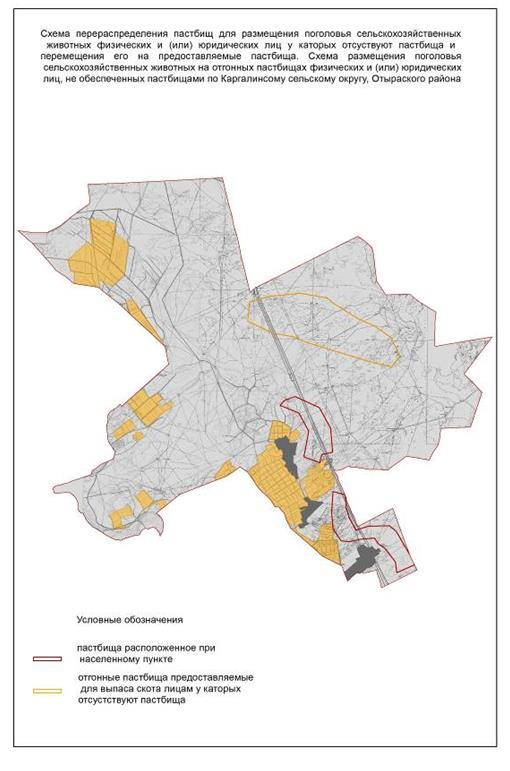 Схема перераспределения пастбищ для размещения поголовья сельскохозяйственных
животных физических и (или) юридических лиц у каторых отсуствуют пастбища и
перемещения его на предоставляемые пастбища. Схема размещения поголовья
сельскохозяйственных животных на отгонных пастбищах физических и (или) юридических
лиц, не обеспеченных пастбищами по Каргалинсому сельскому округу, Отыраского района
Условные обозначения
пастбища расположенное при
населенному пункте
отгонные пастбища предоставляемые
для выпаса скота лицам у каторых
отсустствуют пастбища